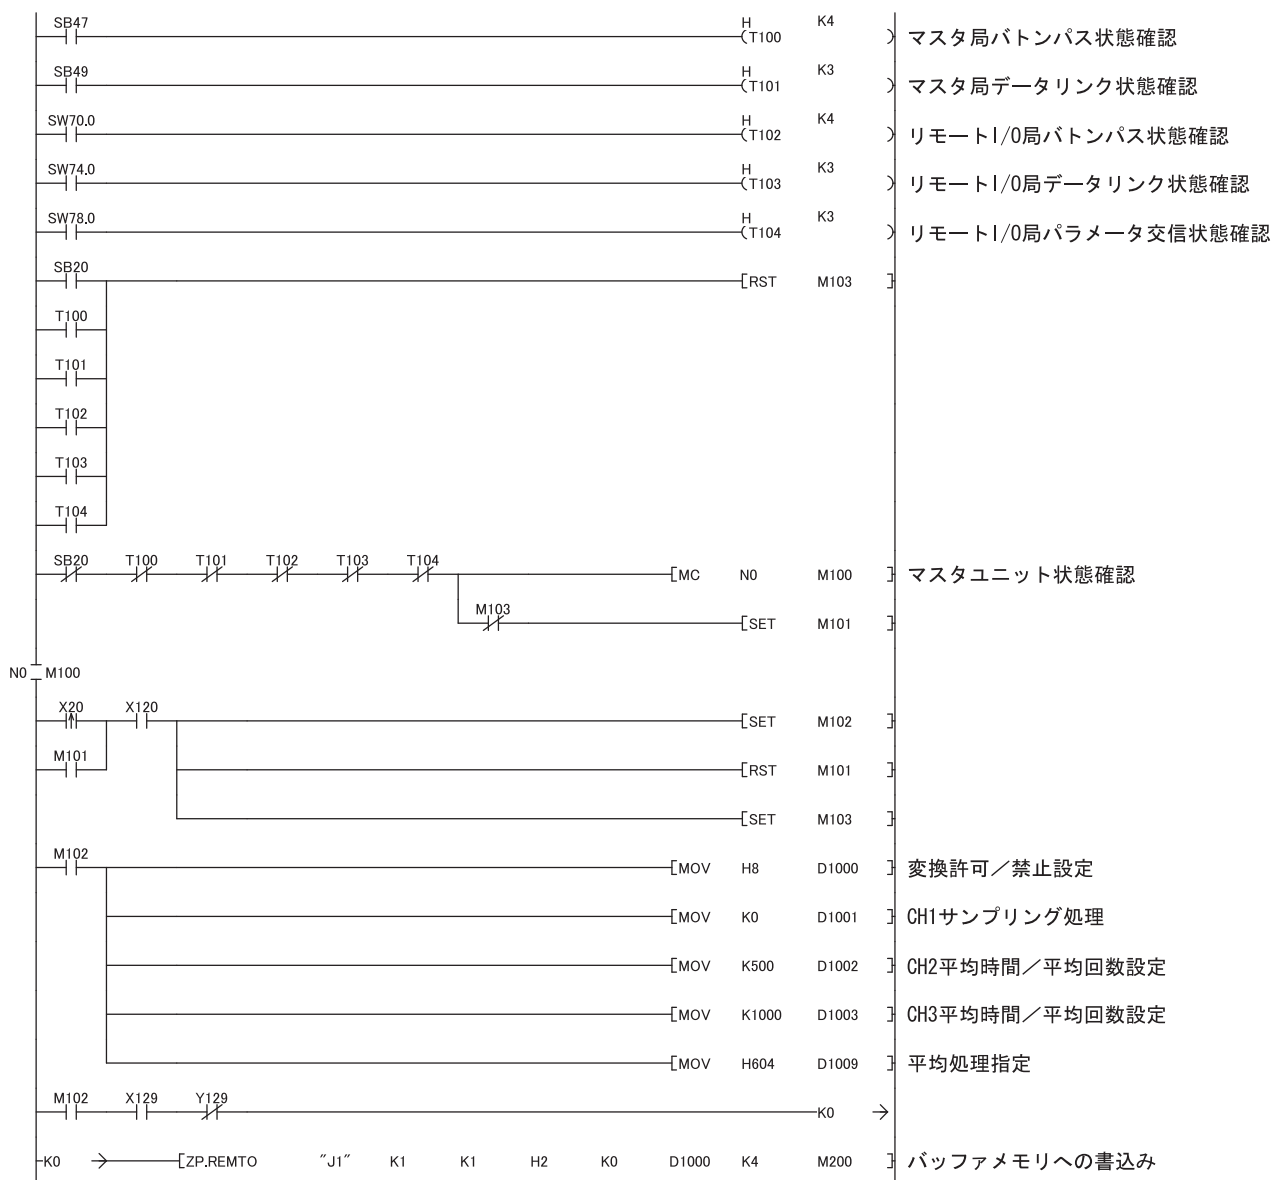 SB47 H K4
T100 マスタ局バトンパス状態確認
SB49 H K3
T101 マスタ局データリンク状態確認
SW70.0 H K4
T102 リモートI/O局バトンパス状態確認
SW74.0 H K3
T103 リモートI/O局データリンク状態確認
SW78.0 H K3
T104 リモートI/O局パラメータ交信状態確認
SB20
RST M103
T100
T101
T102
T103
T104
SB20 T100 T101 T102 T103 T104
MC N0 M100 マスタユニット状態確認
M103
SET M101
N0 M100
X20 X120
SET M102
M101
RST M101
SET M103
M102
MOV H8 D1000 変換許可／禁止設定
MOV K0 D1001 CH1サンプリング処理
MOV K500 D1002 CH2平均時間／平均回数設定
MOV K1000 D1003 CH3平均時間／平均回数設定
MOV H604 D1009 平均処理指定
M102 X129 Y129
K0
K0 ZP.REMTO "J1" K1 K1 H2 K0 D1000 K4 M200 バッファメモリへの書込み